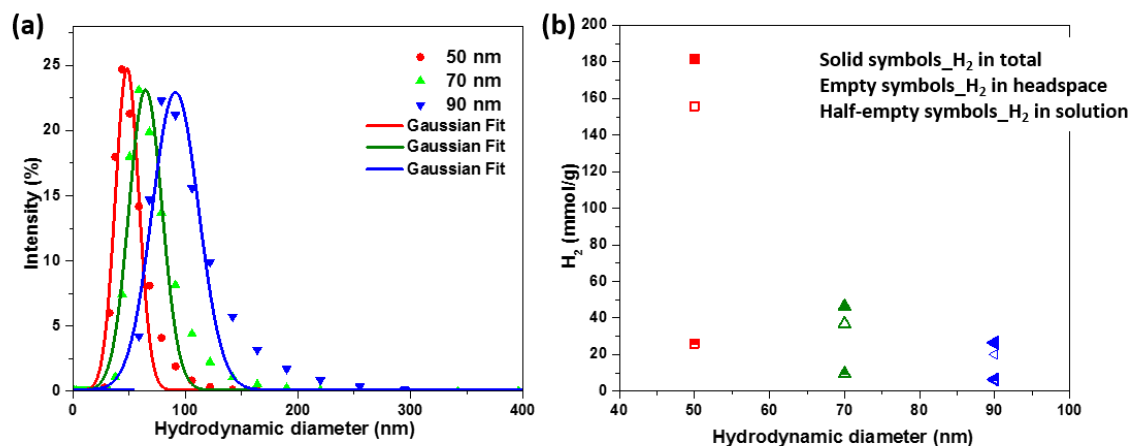 (a)
50 nm
70 nm
90 nm
Gaussian Fit
Gaussian Fit
Gaussian Fit
Intensity (%)
25
20
15
10
5
0
0 100 200 300 400
Hydrodynamic diameter (nm)
(b)
Solid symbols_H₂ in total
Empty symbols_H₂ in headspace
Half-empty symbols_H₂ in solution
H₂ (mmol/g)
200
180
160
140
120
100
80
60
40
20
0
40 50 60 70 80 90 100
Hydrodynamic diameter (nm)